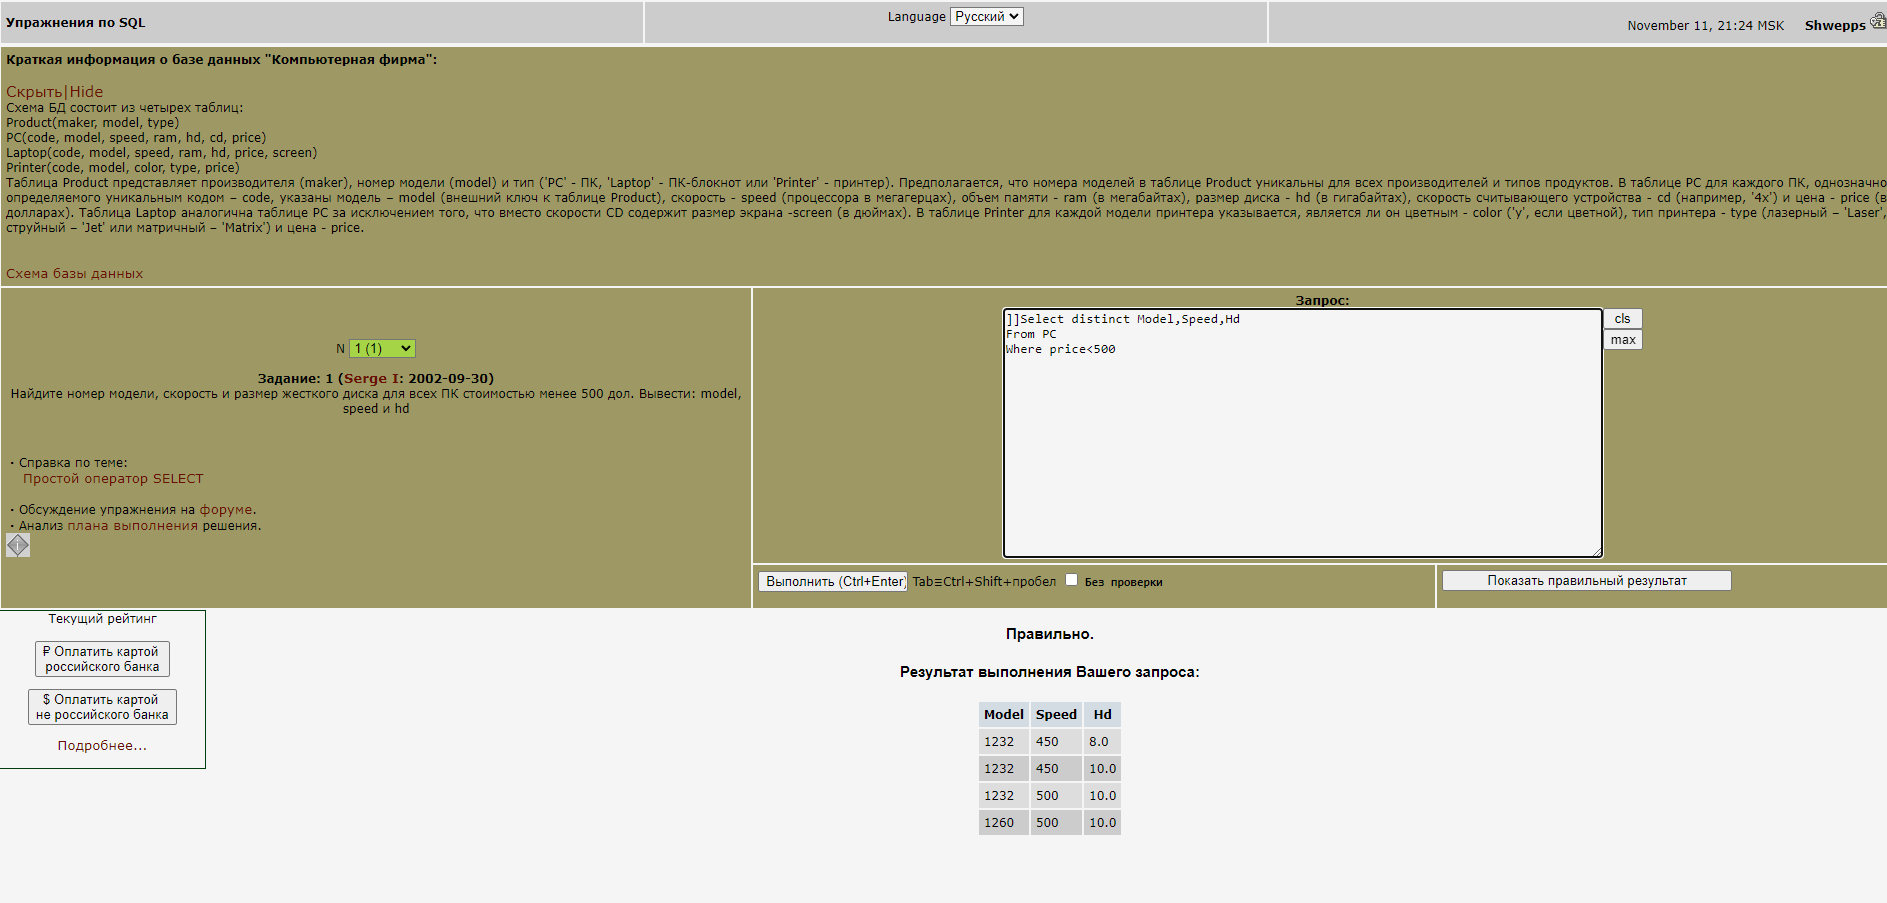 Упражнения по SQL
Language Русский
November 11, 21:24 MSK Shwepps
Краткая информация о базе данных "Компьютерная фирма":
Скрыть|Hide
Схема БД состоит из четырех таблиц:
Product(maker, model, type)
PC(code, model, speed, ram, hd, cd, price)
Laptop(code, model, speed, ram, hd, price, screen)
Printer(code, model, color, type, price)
Таблица Product представляет производителя (maker), номер модели (model) и тип ('PC' - ПК, 'Laptop' - ПК-блокнот или 'Printer' - принтер). Предполагается, что номера моделей в таблице Product уникальны для всех производителей и типов продуктов. В таблице PC для каждого ПК, однозначно
определяемого уникальным кодом – code, указаны модель – model (внешний ключ к таблице Product), скорость - speed (процессора в мегагерцах), объем памяти - ram (в мегабайтах), размер диска - hd (в гигабайтах), скорость считывающего устройства - cd (например, '4x') и цена - price (в
долларах). Таблица Laptop аналогична таблице PC за исключением того, что вместо скорости CD содержит размер экрана -screen (в дюймах). В таблице Printer для каждой модели принтера указывается, является ли он цветным - color ('y', если цветной), тип принтера - type (лазерный – 'Laser',
струйный – 'Jet' или матричный – 'Matrix') и цена - price.
Схема базы данных
N 1 (1)
Задание: 1 (Serge I: 2002-09-30)
Найдите номер модели, скорость и размер жесткого диска для всех ПК стоимостью менее 500 дол. Вывести: model,
speed и hd
· Справка по теме:
Простой оператор SELECT
· Обсуждение упражнения на форуме.
· Анализ плана выполнения решения.
Запрос:
]]Select distinct Model,Speed,Hd
From PC
Where price<500
cls
max
Выполнить (Ctrl+Enter) Tab≡Ctrl+Shift+пробел Без проверки
Показать правильный результат
Текущий рейтинг
₽ Оплатить картой
российского банка
$ Оплатить картой
не российского банка
Подробнее...
Правильно.
Результат выполнения Вашего запроса:
Model Speed Hd
1232 450 8.0
1232 450 10.0
1232 500 10.0
1260 500 10.0